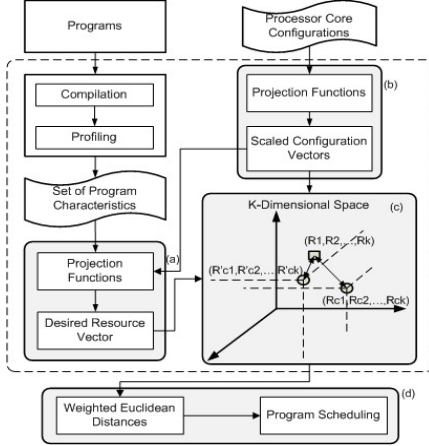 Programs
Processor Core
Configurations
Compilation
Profiling
(b)
Projection Functions
Scaled Configuration
Vectors
Set of Program
Characteristics
(a)
Projection
Functions
Desired Resource
Vector
K-Dimensional Space
(c)
(R1,R2,...,Rk)
(R'c1,R'c2,...,R'ck)
(Rc1,Rc2,...,Rck)
(d)
Weighted Euclidean
Distances
Program Scheduling